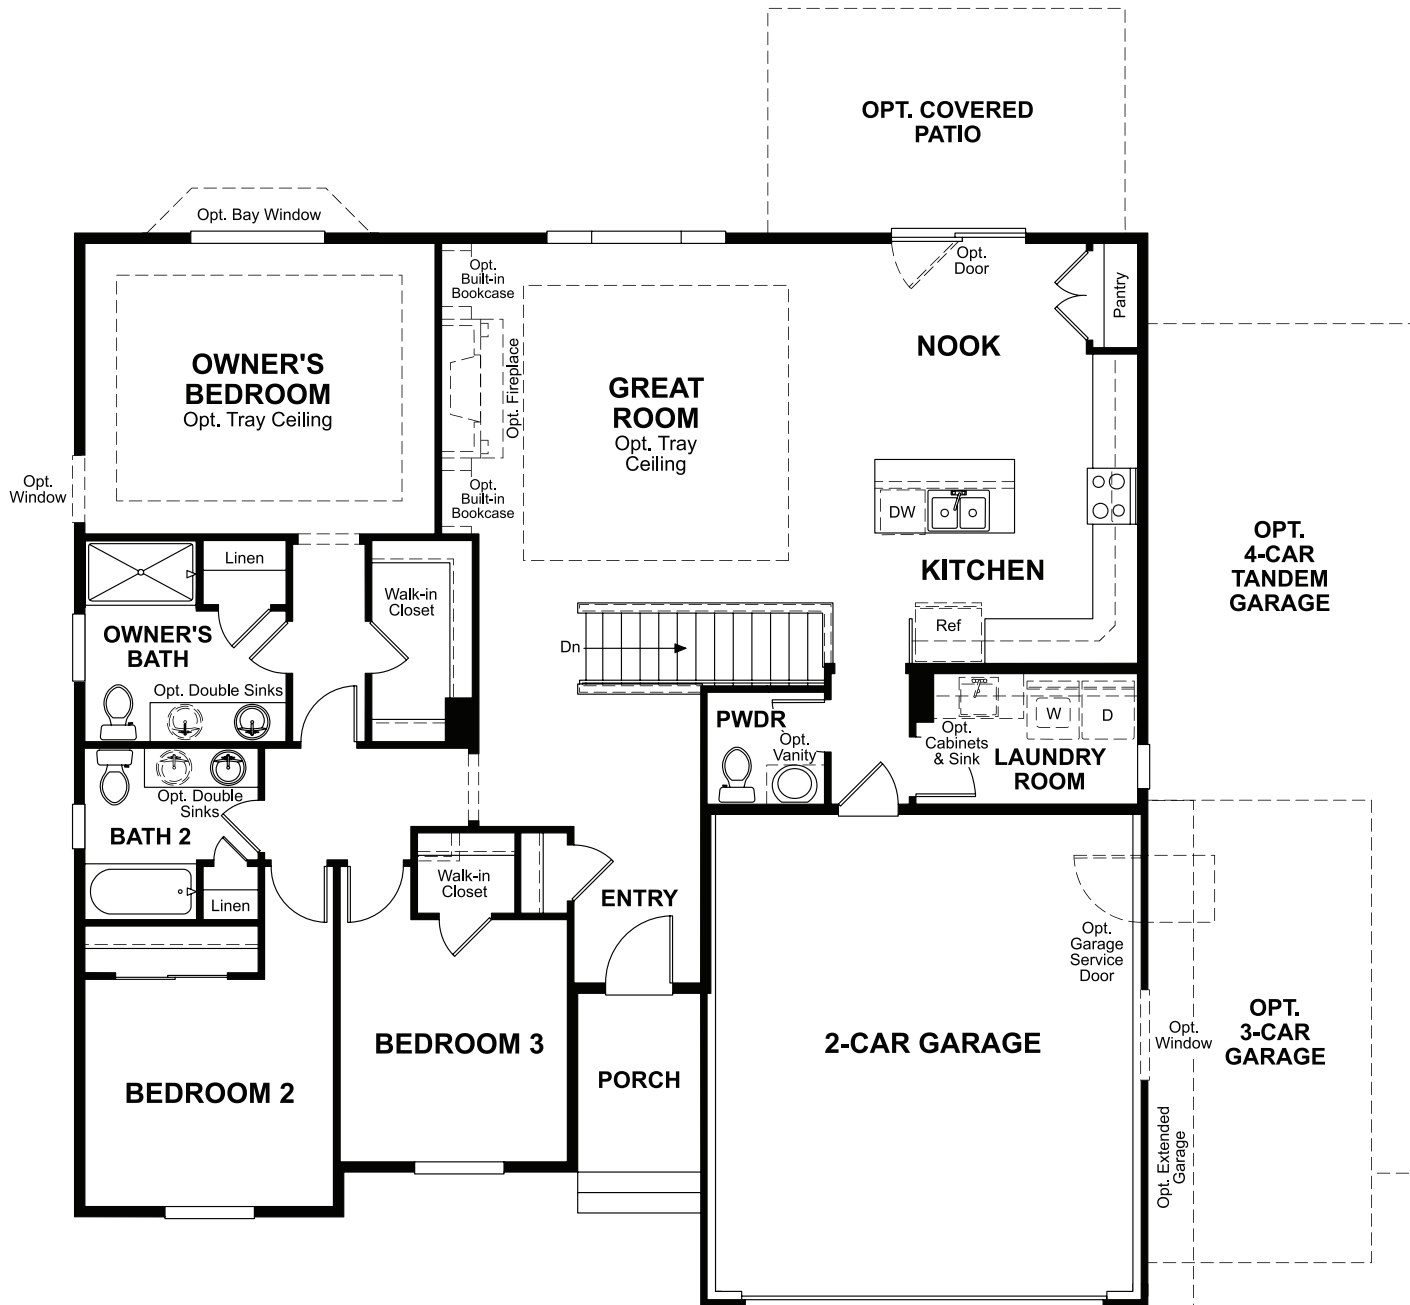 OPT. COVERED
PATIO
Opt. Bay Window
Opt.
Built-in
Bookcase
Opt.
Door
Pantry
OWNER'S
BEDROOM
Opt. Tray Ceiling
Opt. Fireplace
GREAT
ROOM
Opt. Tray
Ceiling
NOOK
Opt.
Window
Opt.
Built-in
Bookcase
DW
KITCHEN
OPT.
4-CAR
TANDEM
GARAGE
Linen
Walk-in
Closet
OWNER'S
BATH
Dn
Ref
Opt. Double Sinks
PWDR
Opt.
Vanity
Opt.
Cabinets
& Sink
W
D
LAUNDRY
ROOM
Opt. Double
Sinks
BATH 2
Walk-in
Closet
Linen
ENTRY
Opt.
Garage
Service
Door
BEDROOM 2
BEDROOM 3
PORCH
2-CAR GARAGE
Opt.
Window
OPT.
3-CAR
GARAGE
Opt. Extended
Garage